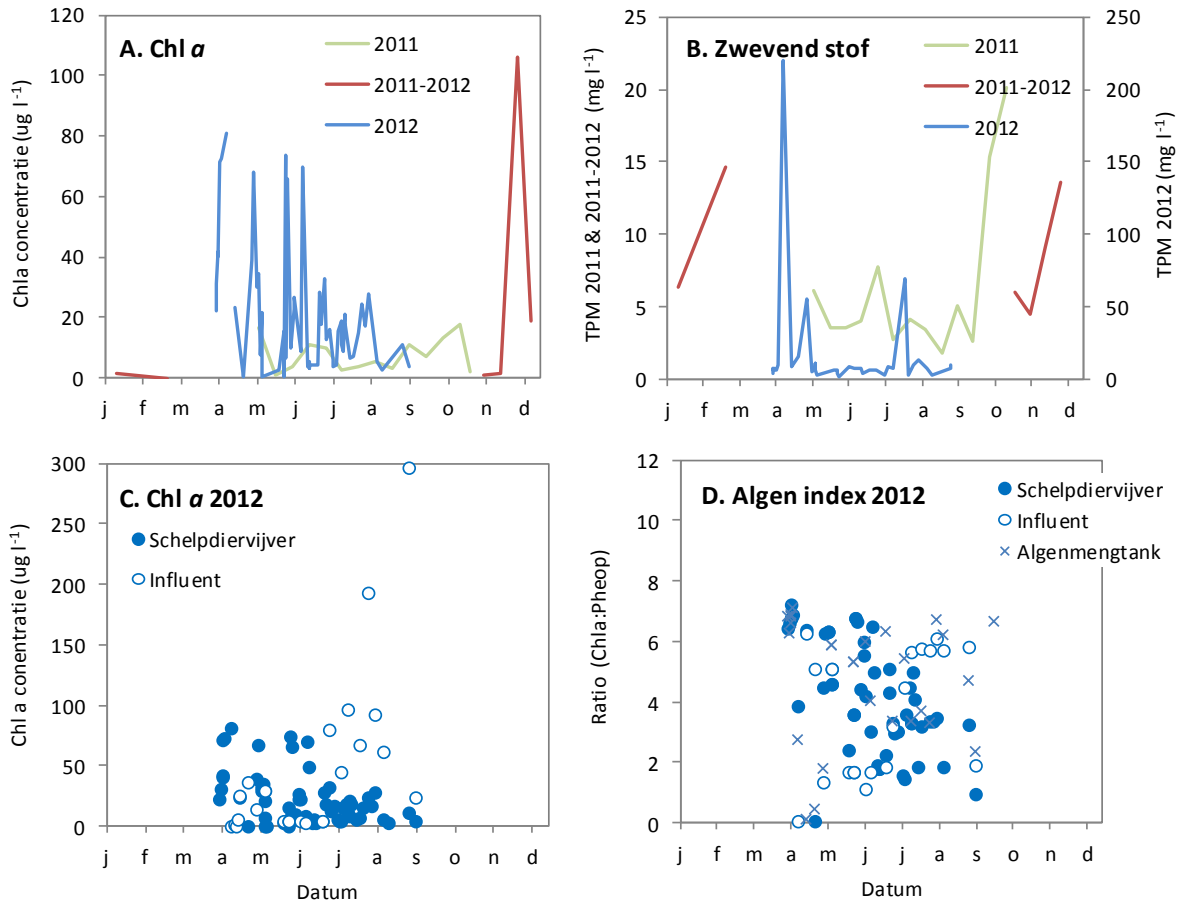 A. Chl a
2011
2011-2012
2012
Chla concentratie (ug l-1)
120
100
80
60
40
20
0
j f m a m j j a s o n d
B. Zwevend stof
2011
2011-2012
2012
TPM 2011 & 2011-2012 (mg l-1)
25
20
15
10
5
0
250
200
150
100
50
0
TPM 2012 (mg l-1)
j f m a m j j a s o n d
C. Chl a 2012
Schelpdiervijver
Influent
Chl a conentratie (ug l-1)
300
250
200
150
100
50
0
j f m a m j j a s o n d
Datum
D. Algen index 2012
Schelpdiervijver
Influent
Algenmengtank
Ratio (Chla:Pheop)
12
10
8
6
4
2
0
j f m a m j j a s o n d
Datum